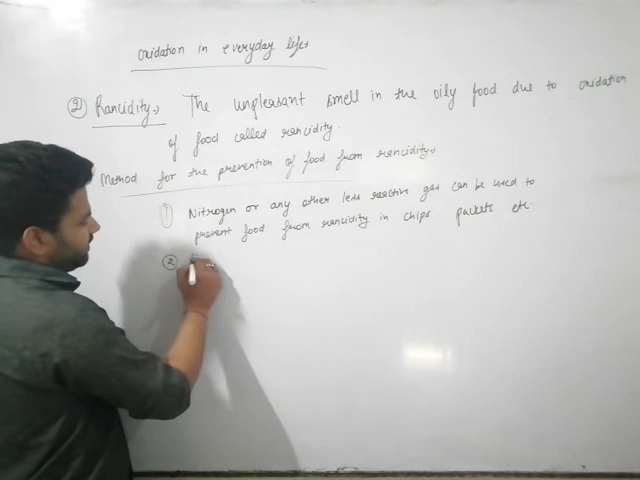 Oxidation in everyday life
② Rancidity → The unpleasant smell in the oily food due to oxidation
of food called rancidity.
Method for the prevention of food from rancidity →
① Nitrogen or any other less reactive gas can be used to
prevent food from rancidity in chips packets etc.
②